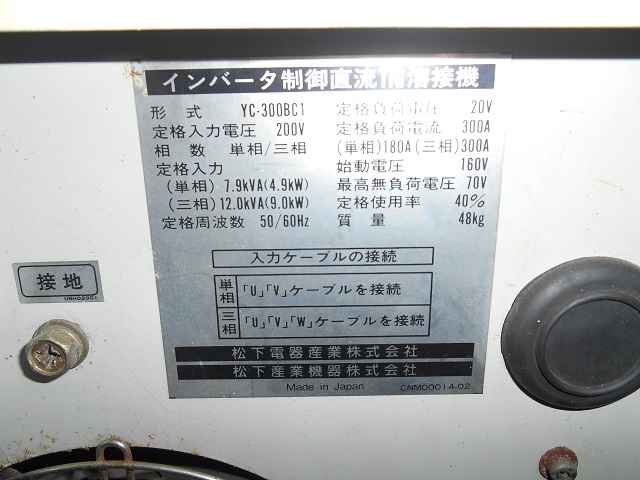 インバータ制御直流TIG溶接機
形式 YC-300BC1 定格負荷電圧 20V
定格入力電圧 200V 定格負荷電流 300A
相数 単相/三相 (単相)180A(三相)300A
定格入力 始動電圧 160V
(単相) 7.9kVA(4.9kW) 最高無負荷電圧 70V
(三相) 12.0kVA(9.0kW) 定格使用率 40%
定格周波数 50/60Hz 質量 48kg
入力ケーブルの接続
単相 「U」「V」ケーブルを接続
三相 「U」「V」「W」ケーブルを接続
松下電器産業株式会社
松下産業機器株式会社
Made in Japan CNM00014-02
接地
UNH02001